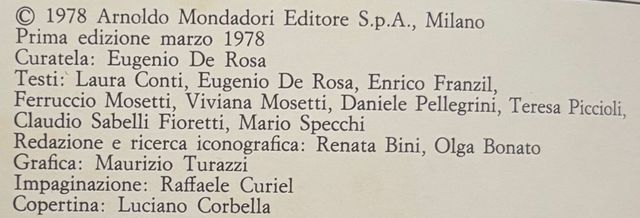 © 1978 Arnoldo Mondadori Editore S.p.A., Milano
Prima edizione marzo 1978
Curatela: Eugenio De Rosa
Testi: Laura Conti, Eugenio De Rosa, Enrico Franzil,
Ferruccio Mosetti, Viviana Mosetti, Daniele Pellegrini, Teresa Piccioli,
Claudio Sabelli Fioretti, Mario Specchi
Redazione e ricerca iconografica: Renata Bini, Olga Bonato
Grafica: Maurizio Turazzi
Impaginazione: Raffaele Curiel
Copertina: Luciano Corbella